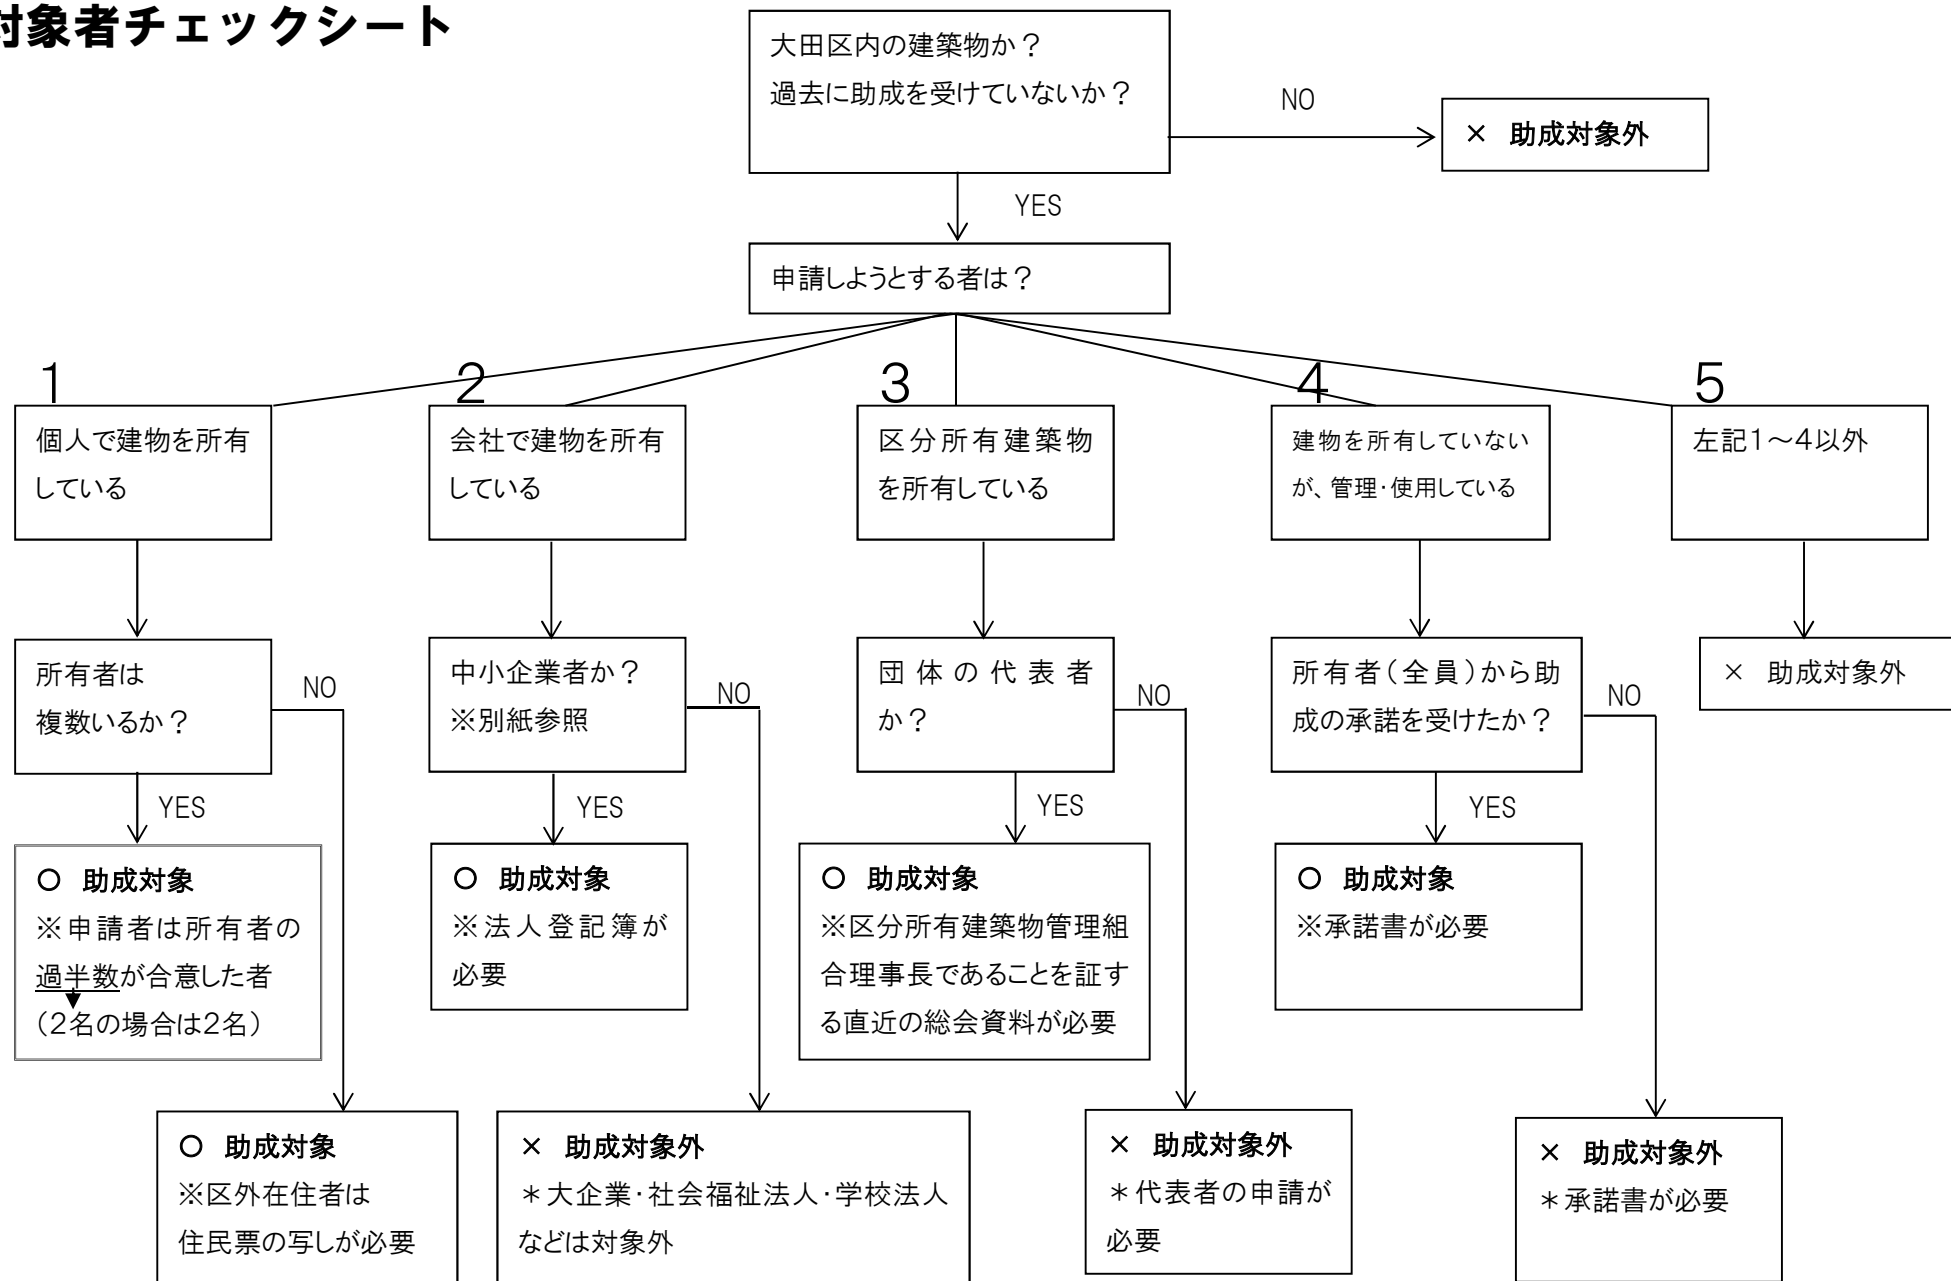 対象者チェックシート
大田区内の建築物か？
過去に助成を受けていないか？
NO
× 助成対象外
YES
申請しようとする者は？
1
個人で建物を所有
している
2
会社で建物を所有
している
3
区分所有建築物
を所有している
4
建物を所有していない
が、管理・使用している
5
左記1～4以外
所有者は
複数いるか？
NO
YES
中小企業者か？
※別紙参照
NO
YES
団体の代表者
か？
NO
YES
所有者（全員）から助
成の承諾を受けたか？
NO
YES
× 助成対象外
○ 助成対象
※申請者は所有者の
過半数が合意した者
（2名の場合は2名）
○ 助成対象
※法人登記簿が
必要
○ 助成対象
※区分所有建築物管理組
合理事長であることを証す
る直近の総会資料が必要
○ 助成対象
※承諾書が必要
○ 助成対象
※区外在住者は
住民票の写しが必要
× 助成対象外
＊大企業・社会福祉法人・学校法人
などは対象外
× 助成対象外
＊代表者の申請が
必要
× 助成対象外
＊承諾書が必要